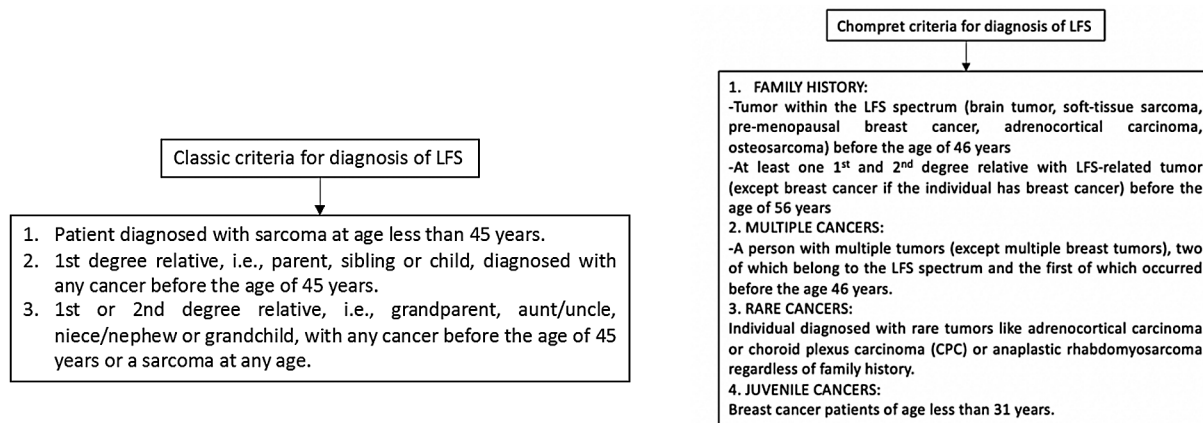 Classic criteria for diagnosis of LFS
1. Patient diagnosed with sarcoma at age less than 45 years.
2. 1st degree relative, i.e., parent, sibling or child, diagnosed with
any cancer before the age of 45 years.
3. 1st or 2nd degree relative, i.e., grandparent, aunt/uncle,
niece/nephew or grandchild, with any cancer before the age of 45
years or a sarcoma at any age.
Chompret criteria for diagnosis of LFS
1. FAMILY HISTORY:
-Tumor within the LFS spectrum (brain tumor, soft-tissue sarcoma,
pre-menopausal breast cancer, adrenocortical carcinoma,
osteosarcoma) before the age of 46 years
-At least one 1st and 2nd degree relative with LFS-related tumor
(except breast cancer if the individual has breast cancer) before the
age of 56 years
2. MULTIPLE CANCERS:
-A person with multiple tumors (except multiple breast tumors), two
of which belong to the LFS spectrum and the first of which occurred
before the age 46 years.
3. RARE CANCERS:
Individual diagnosed with rare tumors like adrenocortical carcinoma
or choroid plexus carcinoma (CPC) or anaplastic rhabdomyosarcoma
regardless of family history.
4. JUVENILE CANCERS:
Breast cancer patients of age less than 31 years.